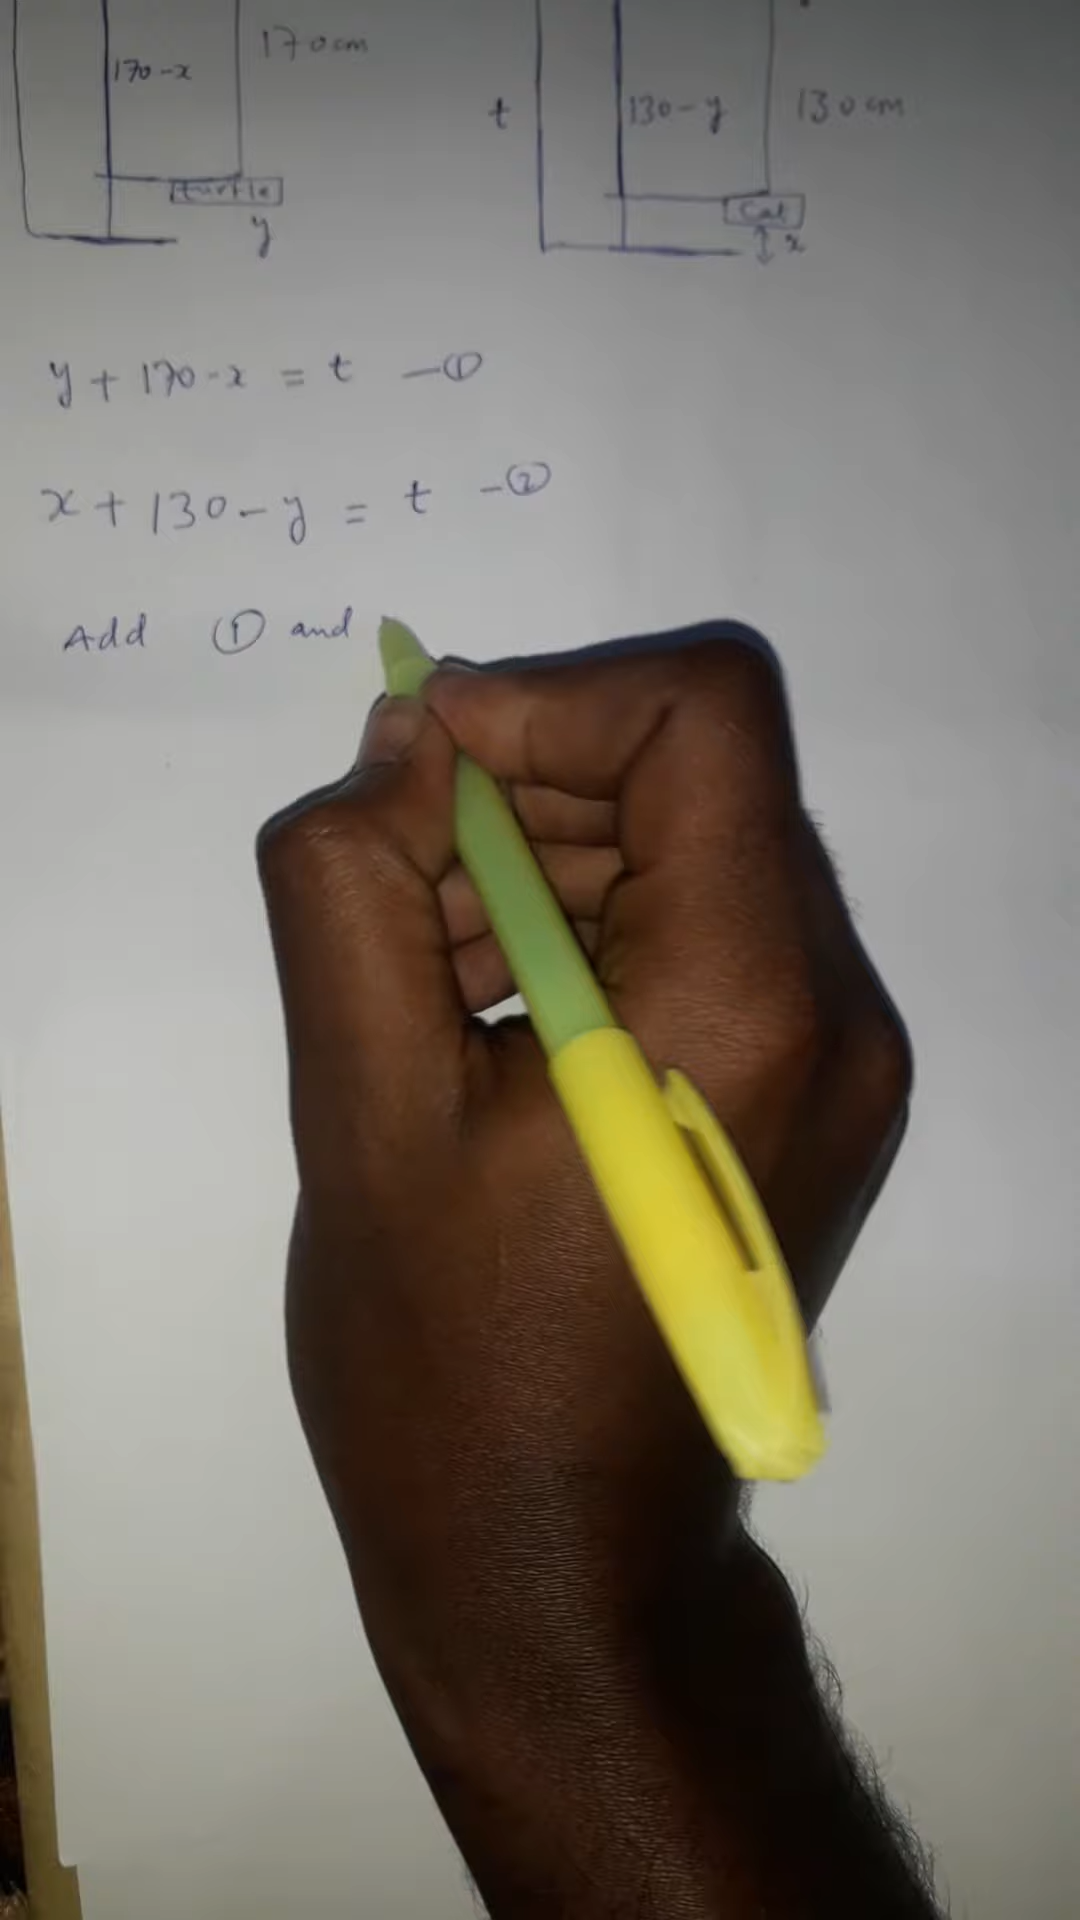 170-x
170cm
turtle
y
t
130-y
130cm
Cat
x
y + 170-x = t -①
x + 130-y = t -②
Add ① and